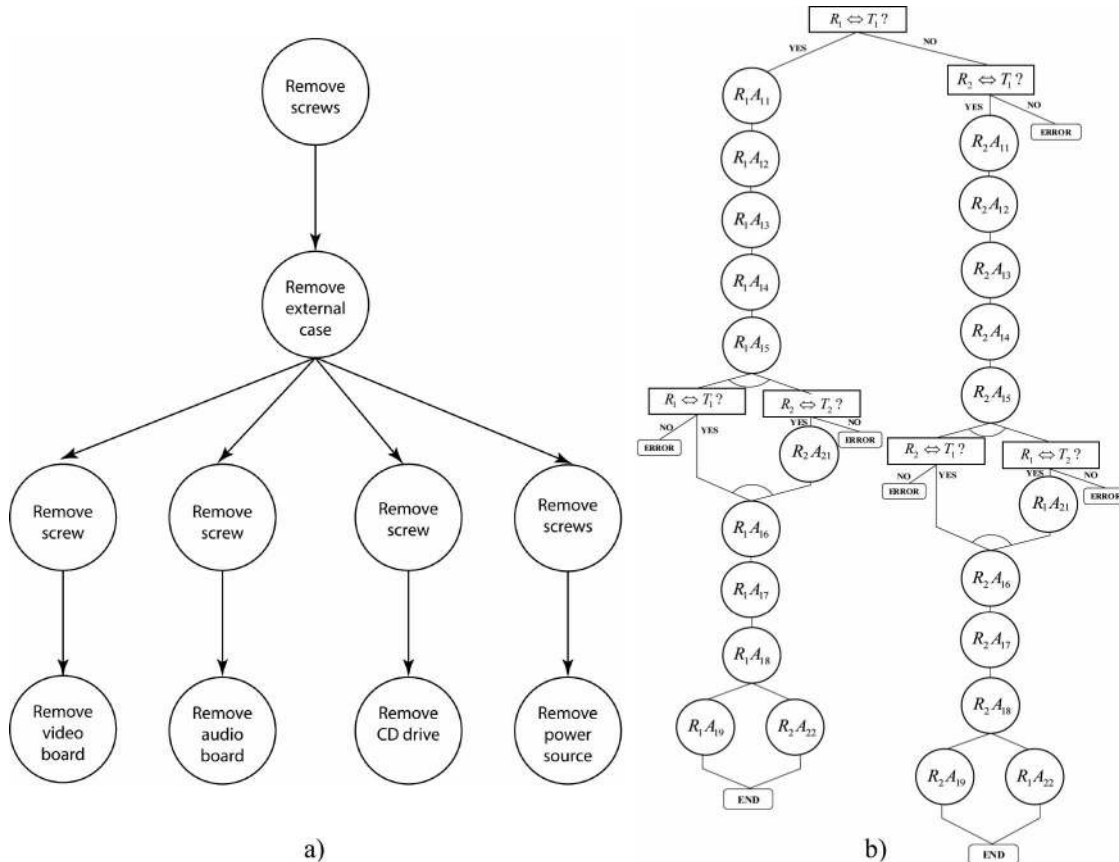 Remove
screws
Remove
external
case
Remove
screw
Remove
screw
Remove
screw
Remove
screws
Remove
video
board
Remove
audio
board
Remove
CD drive
Remove
power
source
a)
R₁ ⇔ T₁ ?
YES
NO
R₁A₁₁
R₁A₁₂
R₁A₁₃
R₁A₁₄
R₁A₁₅
R₁ ⇔ T₁ ?
R₂ ⇔ T₂ ?
NO
YES
YES
NO
ERROR
ERROR
R₂A₂₁
R₁A₁₆
R₁A₁₇
R₁A₁₈
R₁A₁₉
R₂A₂₂
END
R₂ ⇔ T₁ ?
YES
NO
ERROR
R₂A₁₁
R₂A₁₂
R₂A₁₃
R₂A₁₄
R₂A₁₅
R₂ ⇔ T₁ ?
R₁ ⇔ T₂ ?
NO
YES
YES
NO
ERROR
ERROR
R₁A₂₁
R₂A₁₆
R₂A₁₇
R₂A₁₈
R₂A₁₉
R₁A₂₂
END
b)